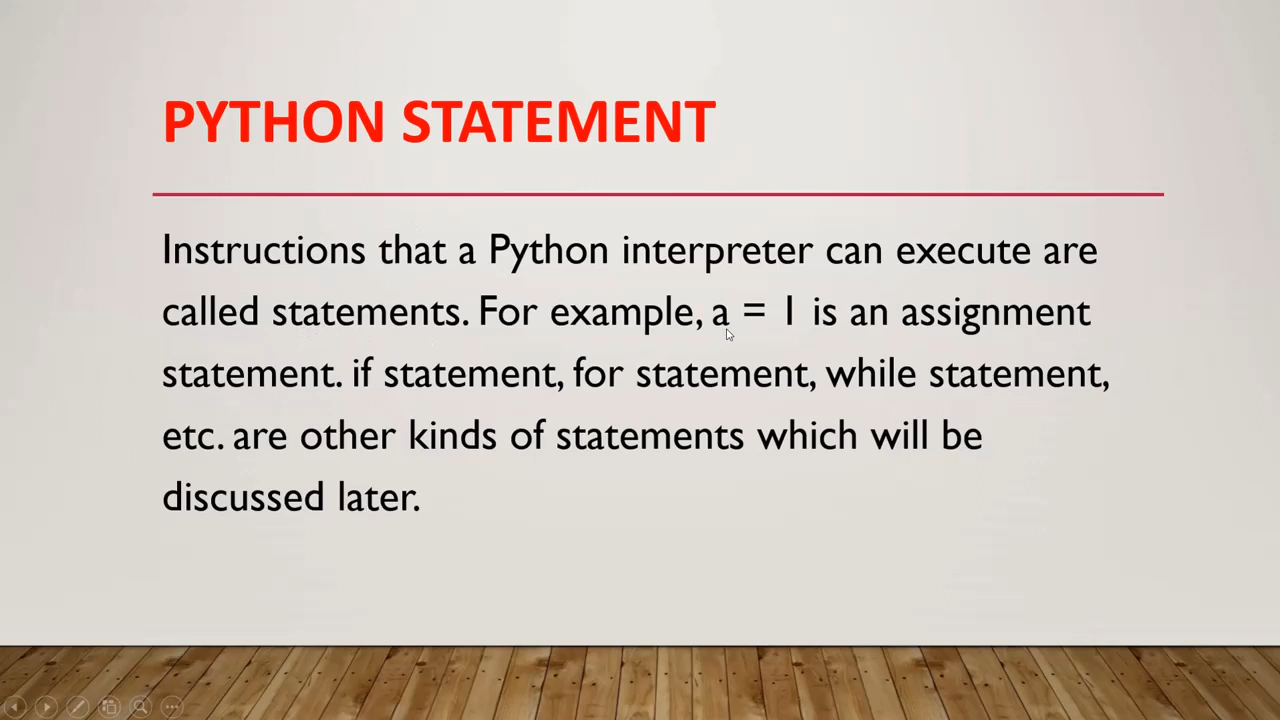 PYTHON STATEMENT
Instructions that a Python interpreter can execute are
called statements. For example, a = 1 is an assignment
statement. if statement, for statement, while statement,
etc. are other kinds of statements which will be
discussed later.